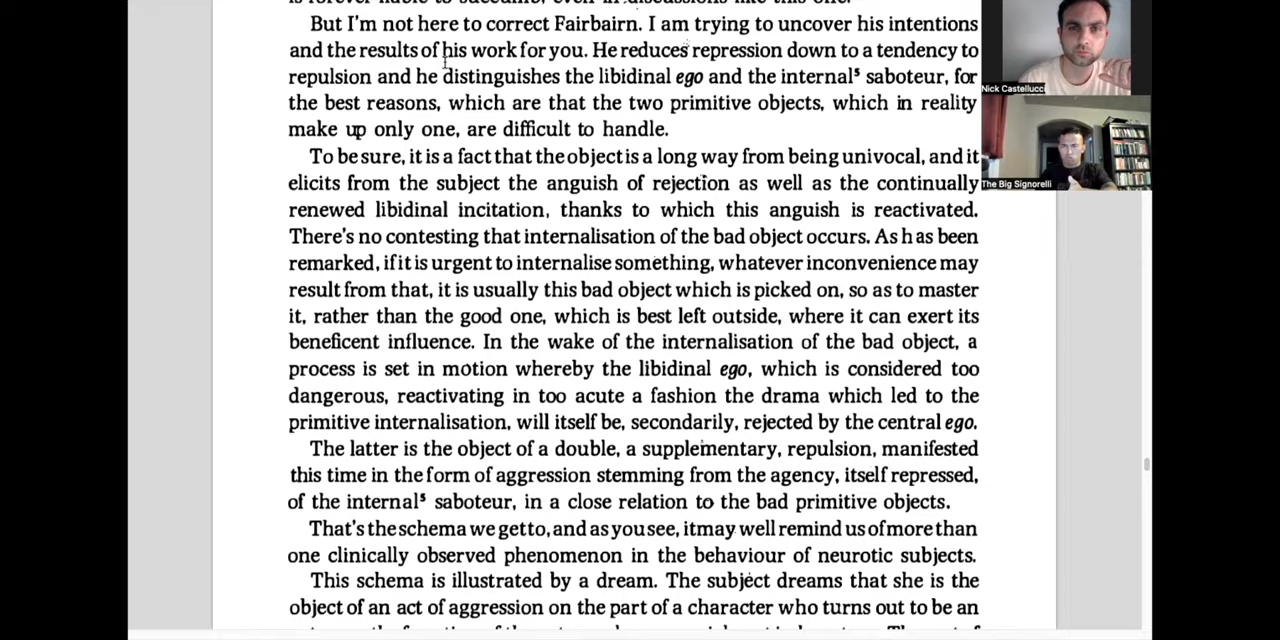 But I'm not here to correct Fairbairn. I am trying to uncover his intentions
and the results of his work for you. He reduces repression down to a tendency to
repulsion and he distinguishes the libidinal ego and the internalˢ saboteur, for
the best reasons, which are that the two primitive objects, which in reality
make up only one, are difficult to handle.
To be sure, it is a fact that the object is a long way from being univocal, and it
elicits from the subject the anguish of rejection as well as the continually
renewed libidinal incitation, thanks to which this anguish is reactivated.
There's no contesting that internalisation of the bad object occurs. As has been
remarked, if it is urgent to internalise something, whatever inconvenience may
result from that, it is usually this bad object which is picked on, so as to master
it, rather than the good one, which is best left outside, where it can exert its
beneficent influence. In the wake of the internalisation of the bad object, a
process is set in motion whereby the libidinal ego, which is considered too
dangerous, reactivating in too acute a fashion the drama which led to the
primitive internalisation, will itself be, secondarily, rejected by the central ego.
The latter is the object of a double, a supplementary, repulsion, manifested
this time in the form of aggression stemming from the agency, itself repressed,
of the internalˢ saboteur, in a close relation to the bad primitive objects.
That's the schema we get to, and as you see, it may well remind us of more than
one clinically observed phenomenon in the behaviour of neurotic subjects.
This schema is illustrated by a dream. The subject dreams that she is the
object of an act of aggression on the part of a character who turns out to be an
Nick Castellucci
The Big Signorelli